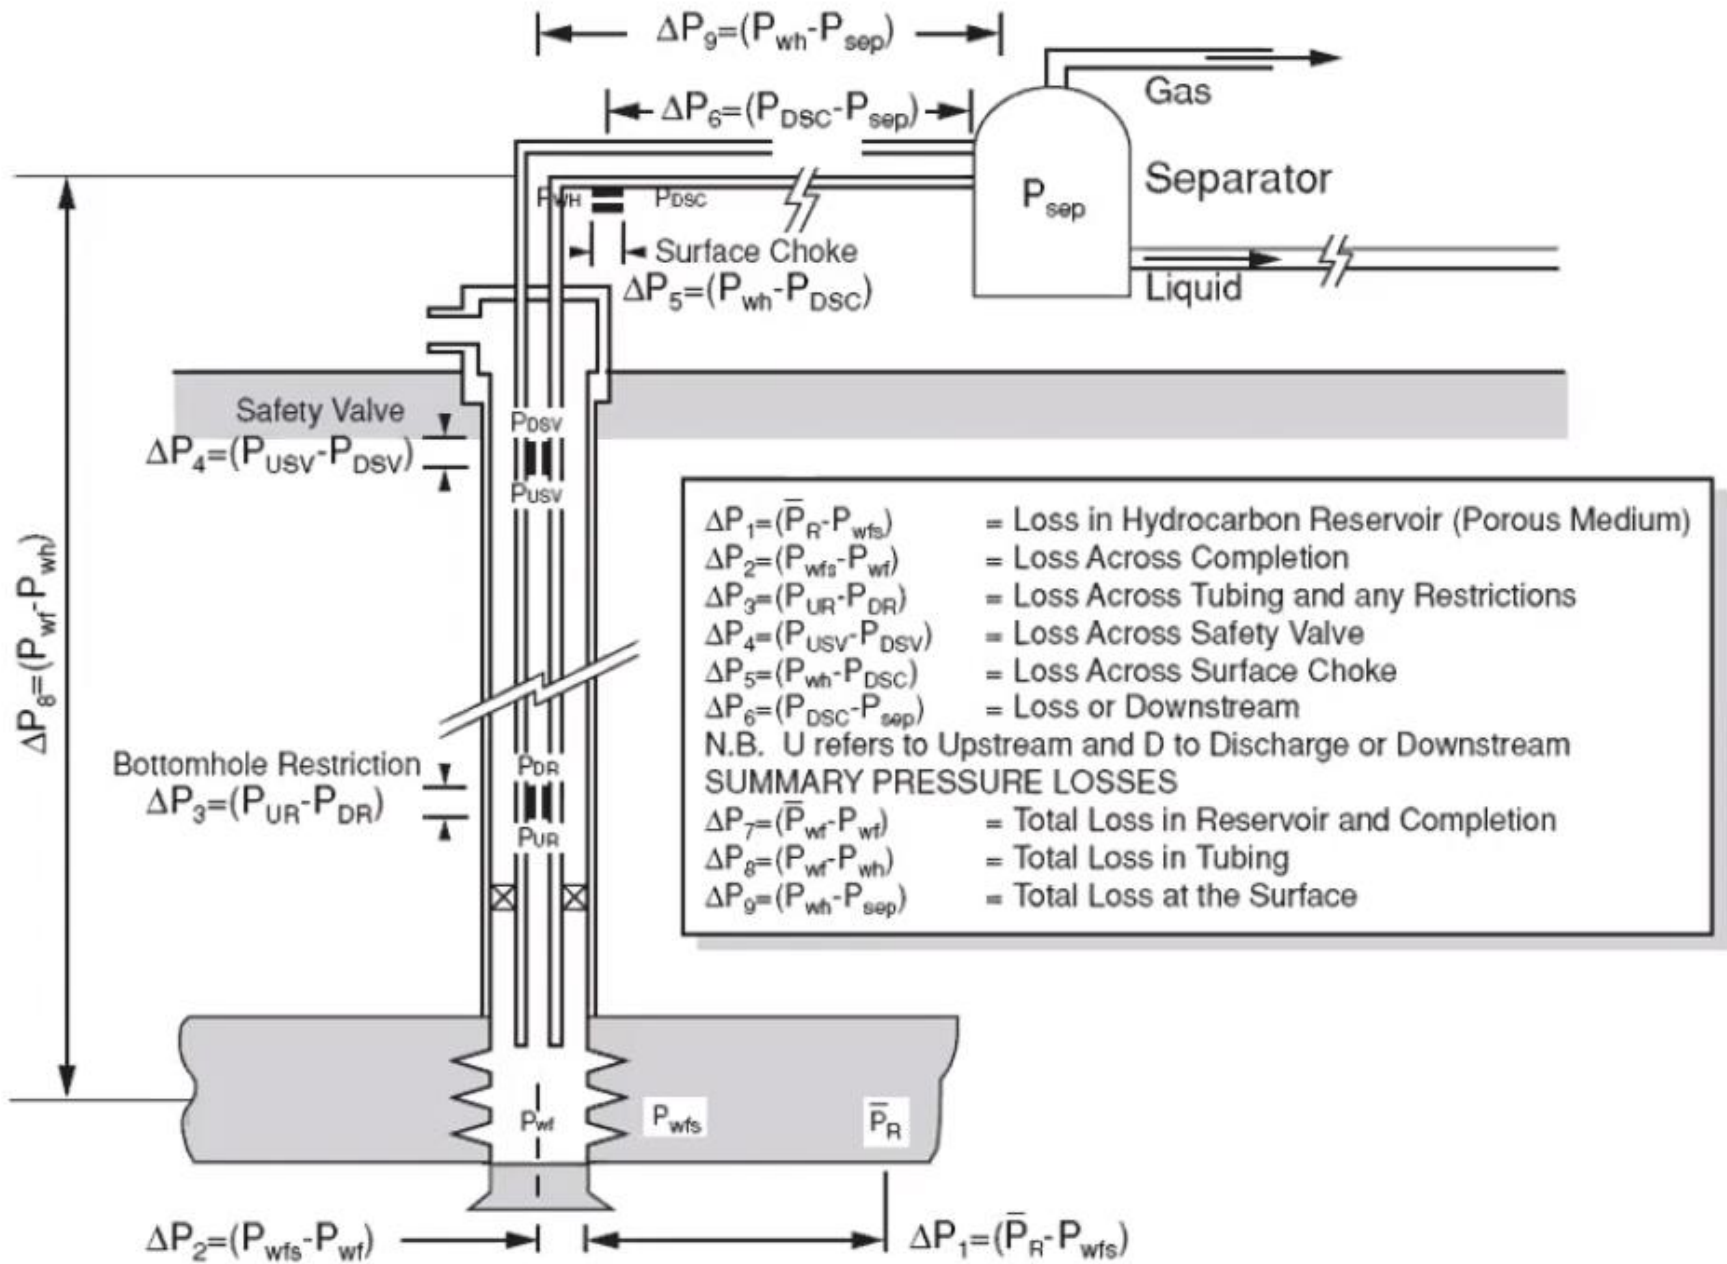 ΔP₉=(Pwh-Psep)
Gas
ΔP₆=(PDSC-Psep)
Separator
Psep
PWH
PDSC
Surface Choke
Liquid
ΔP₅=(Pwh-PDSC)
Safety Valve
PDSV
ΔP₄=(PUSV-PDSV)
PUSV
ΔP₈=(Pwf-Pwh)
ΔP₁=(P̅R-Pwfs) = Loss in Hydrocarbon Reservoir (Porous Medium)
ΔP₂=(Pwfs-Pwf) = Loss Across Completion
ΔP₃=(PUR-PDR) = Loss Across Tubing and any Restrictions
ΔP₄=(PUSV-PDSV) = Loss Across Safety Valve
ΔP₅=(Pwh-PDSC) = Loss Across Surface Choke
ΔP₆=(PDSC-Psep) = Loss or Downstream
N.B. U refers to Upstream and D to Discharge or Downstream
SUMMARY PRESSURE LOSSES
ΔP₇=(P̅wf-Pwf) = Total Loss in Reservoir and Completion
ΔP₈=(Pwf-Pwh) = Total Loss in Tubing
ΔP₉=(Pwh-Psep) = Total Loss at the Surface
Bottomhole Restriction
PDR
ΔP₃=(PUR-PDR)
PUR
Pwf
Pwfs
P̅R
ΔP₂=(Pwfs-Pwf)
ΔP₁=(P̅R-Pwfs)